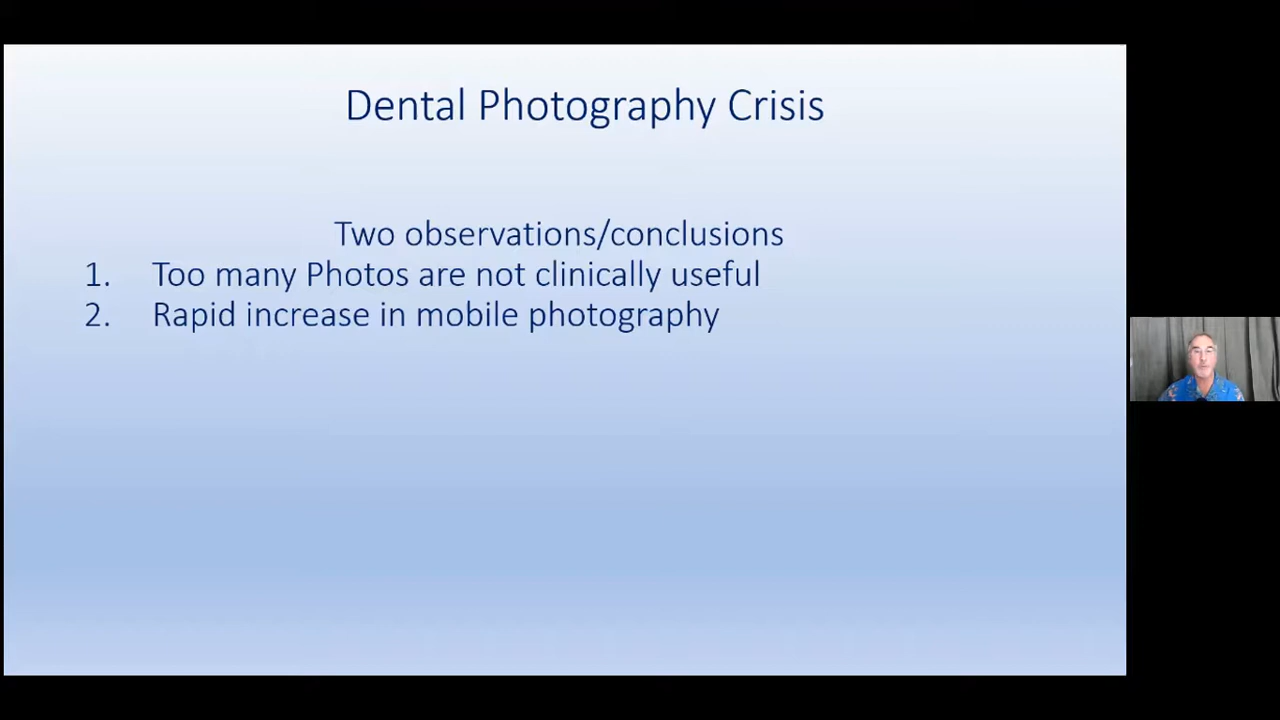 Dental Photography Crisis
Two observations/conclusions
1. Too many Photos are not clinically useful
2. Rapid increase in mobile photography